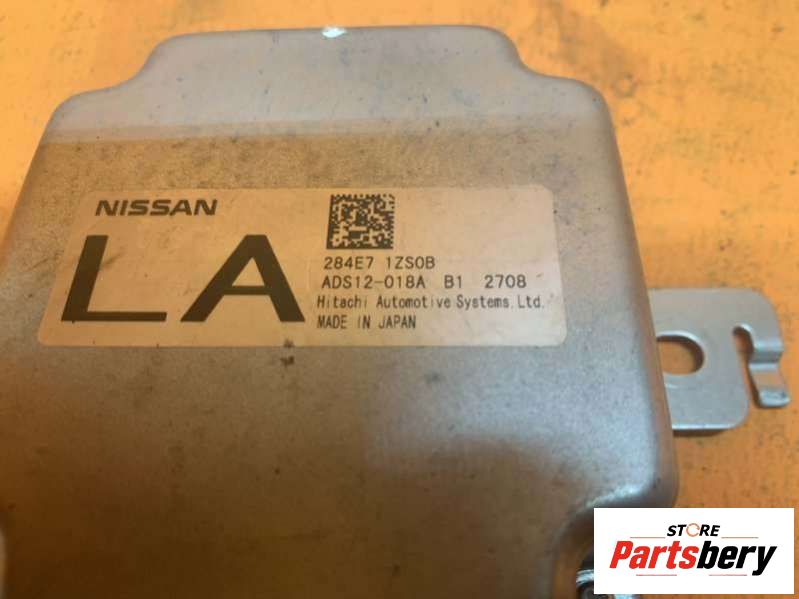 NISSAN
LA
284E7 1ZS0B
ADS12-018A B1 2708
Hitachi Automotive Systems.Ltd.
MADE IN JAPAN
STORE
Partsbery